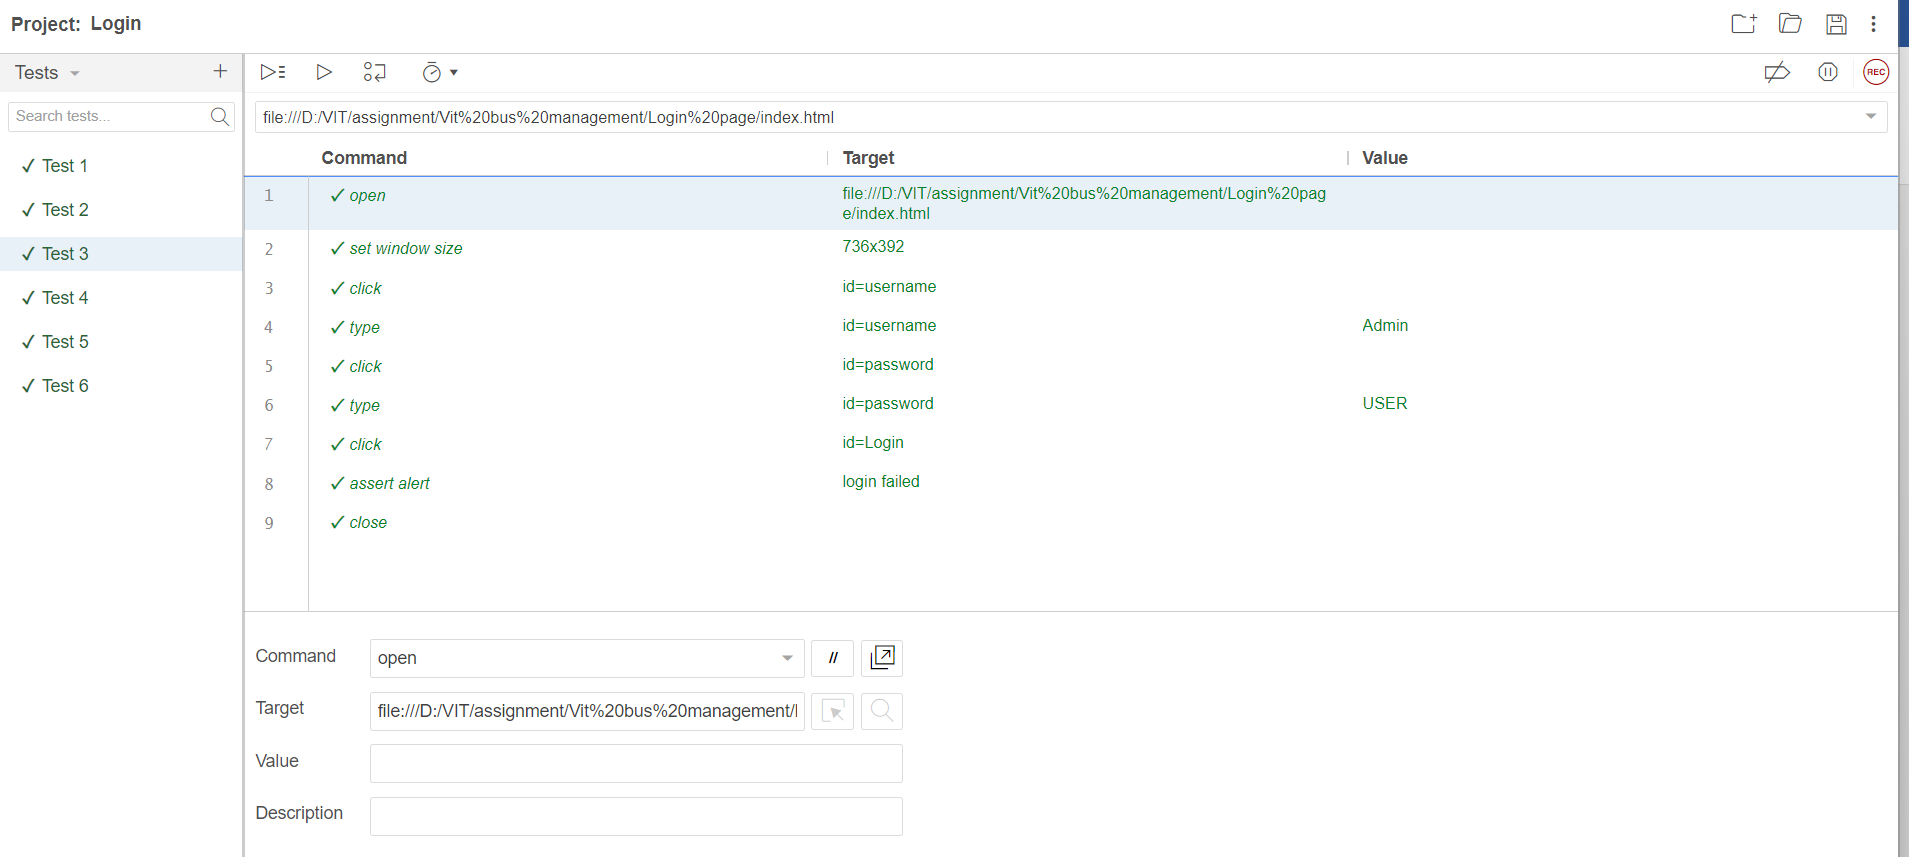 Project: Login
Tests
Search tests...
✓ Test 1
✓ Test 2
✓ Test 3
✓ Test 4
✓ Test 5
✓ Test 6
REC
file:///D:/VIT/assignment/Vit%20bus%20management/Login%20page/index.html
Command Target Value
1 ✓ open file:///D:/VIT/assignment/Vit%20bus%20management/Login%20pag
e/index.html
2 ✓ set window size 736x392
3 ✓ click id=username
4 ✓ type id=username Admin
5 ✓ click id=password
6 ✓ type id=password USER
7 ✓ click id=Login
8 ✓ assert alert login failed
9 ✓ close
Command open //
Target file:///D:/VIT/assignment/Vit%20bus%20management/
Value
Description